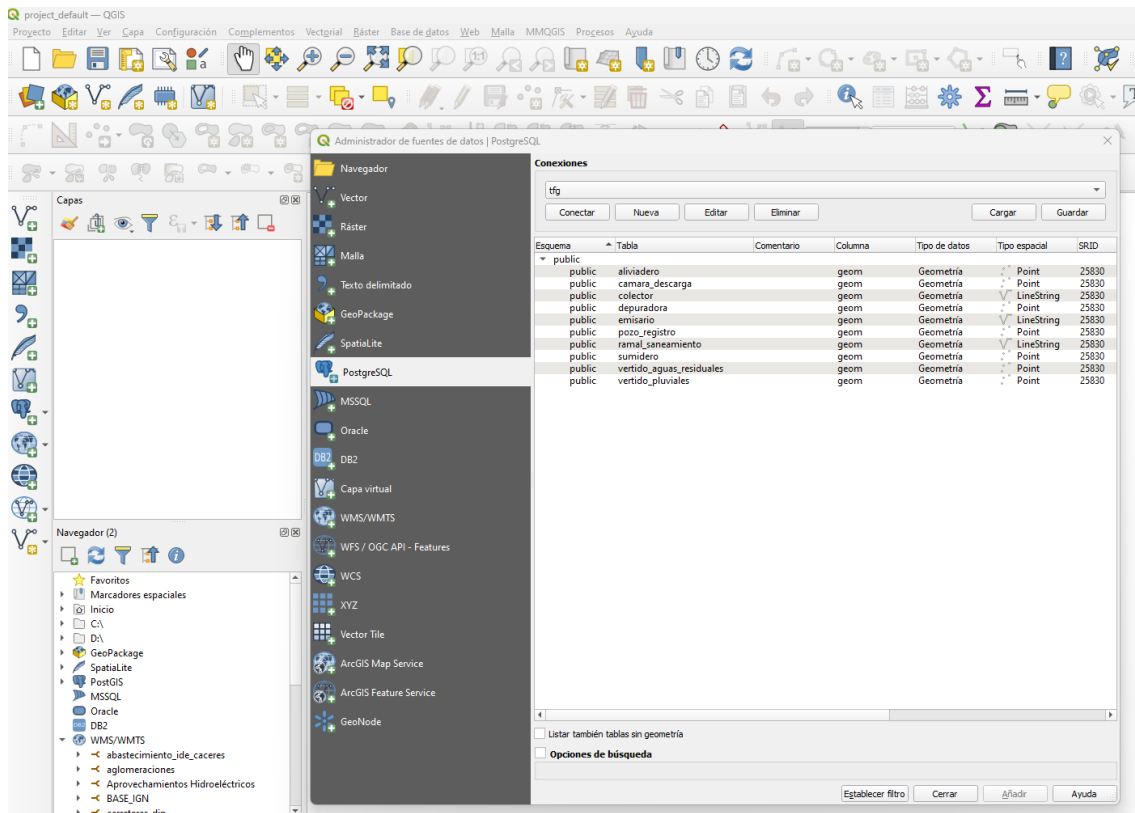 project_default — QGIS
Proyecto Editar Ver Capa Configuración Complementos Vectorial Ráster Base de datos Web Malla MMQGIS Procesos Ayuda
Administrador de fuentes de datos | PostgreSQL
Capas
Navegador
Vector
Ráster
Malla
Texto delimitado
GeoPackage
SpatiaLite
PostgreSQL
MSSQL
Oracle
DB2
Capa virtual
WMS/WMTS
WFS / OGC API - Features
WCS
XYZ
Vector Tile
ArcGIS Map Service
ArcGIS Feature Service
GeoNode
Conexiones
tfg
Conectar Nueva Editar Eliminar Cargar Guardar
Esquema Tabla Comentario Columna Tipo de datos Tipo espacial SRID
public
public aliviadero geom Geometría Point 25830
public camara_descarga geom Geometría Point 25830
public colector geom Geometría LineString 25830
public depuradora geom Geometría Point 25830
public emisario geom Geometría LineString 25830
public pozo_registro geom Geometría Point 25830
public ramal_saneamiento geom Geometría LineString 25830
public sumidero geom Geometría Point 25830
public vertido_aguas_residuales geom Geometría Point 25830
public vertido_pluviales geom Geometría Point 25830
Listar también tablas sin geometría
Opciones de búsqueda
Establecer filtro Cerrar Añadir Ayuda
Navegador (2)
Favoritos
Marcadores espaciales
Inicio
C:\
D:\
GeoPackage
SpatiaLite
PostGIS
MSSQL
Oracle
DB2
WMS/WMTS
abastecimiento_ide_caceres
aglomeraciones
Aprovechamientos Hidroeléctricos
BASE_IGN